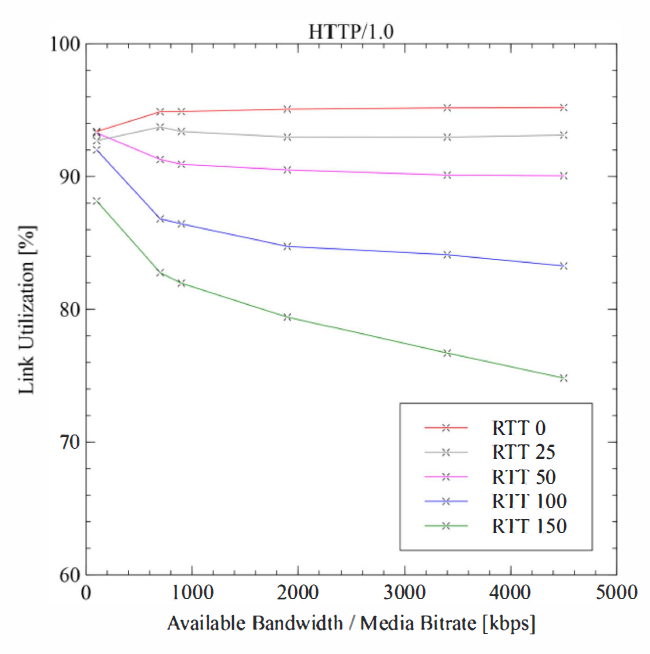 HTTP/1.0
100
90
80
70
60
Link Utilization [%]
RTT 0
RTT 25
RTT 50
RTT 100
RTT 150
0 1000 2000 3000 4000 5000
Available Bandwidth / Media Bitrate [kbps]